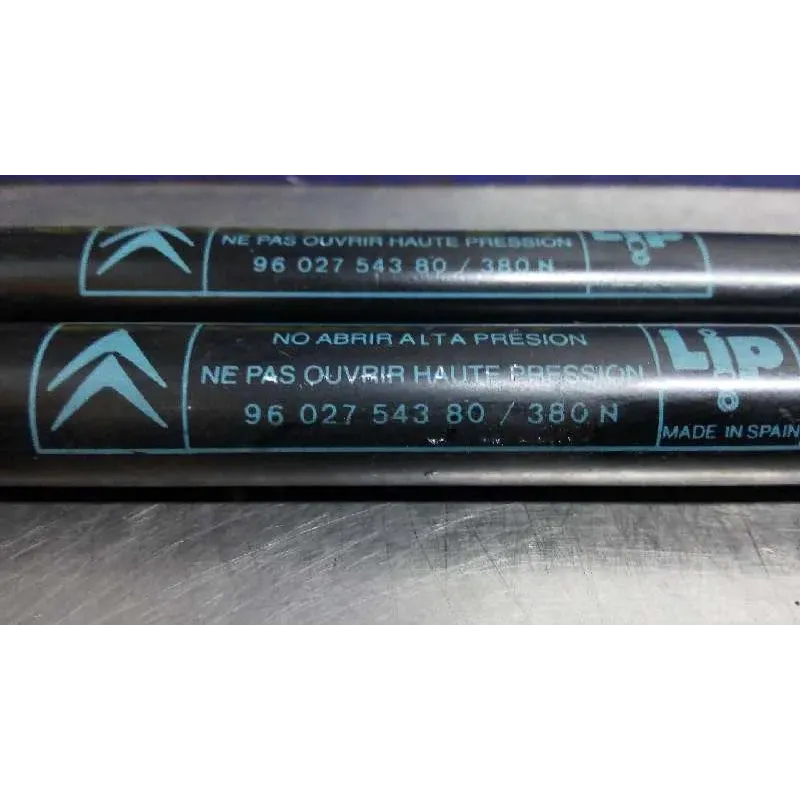 NE PAS OUVRIR HAUTE PRESSION
96 027 543 80 / 380 N
NO ABRIR ALTA PRESION
NE PAS OUVRIR HAUTE PRESSION
96 027 543 80 / 380 N
Lip
MADE IN SPAIN